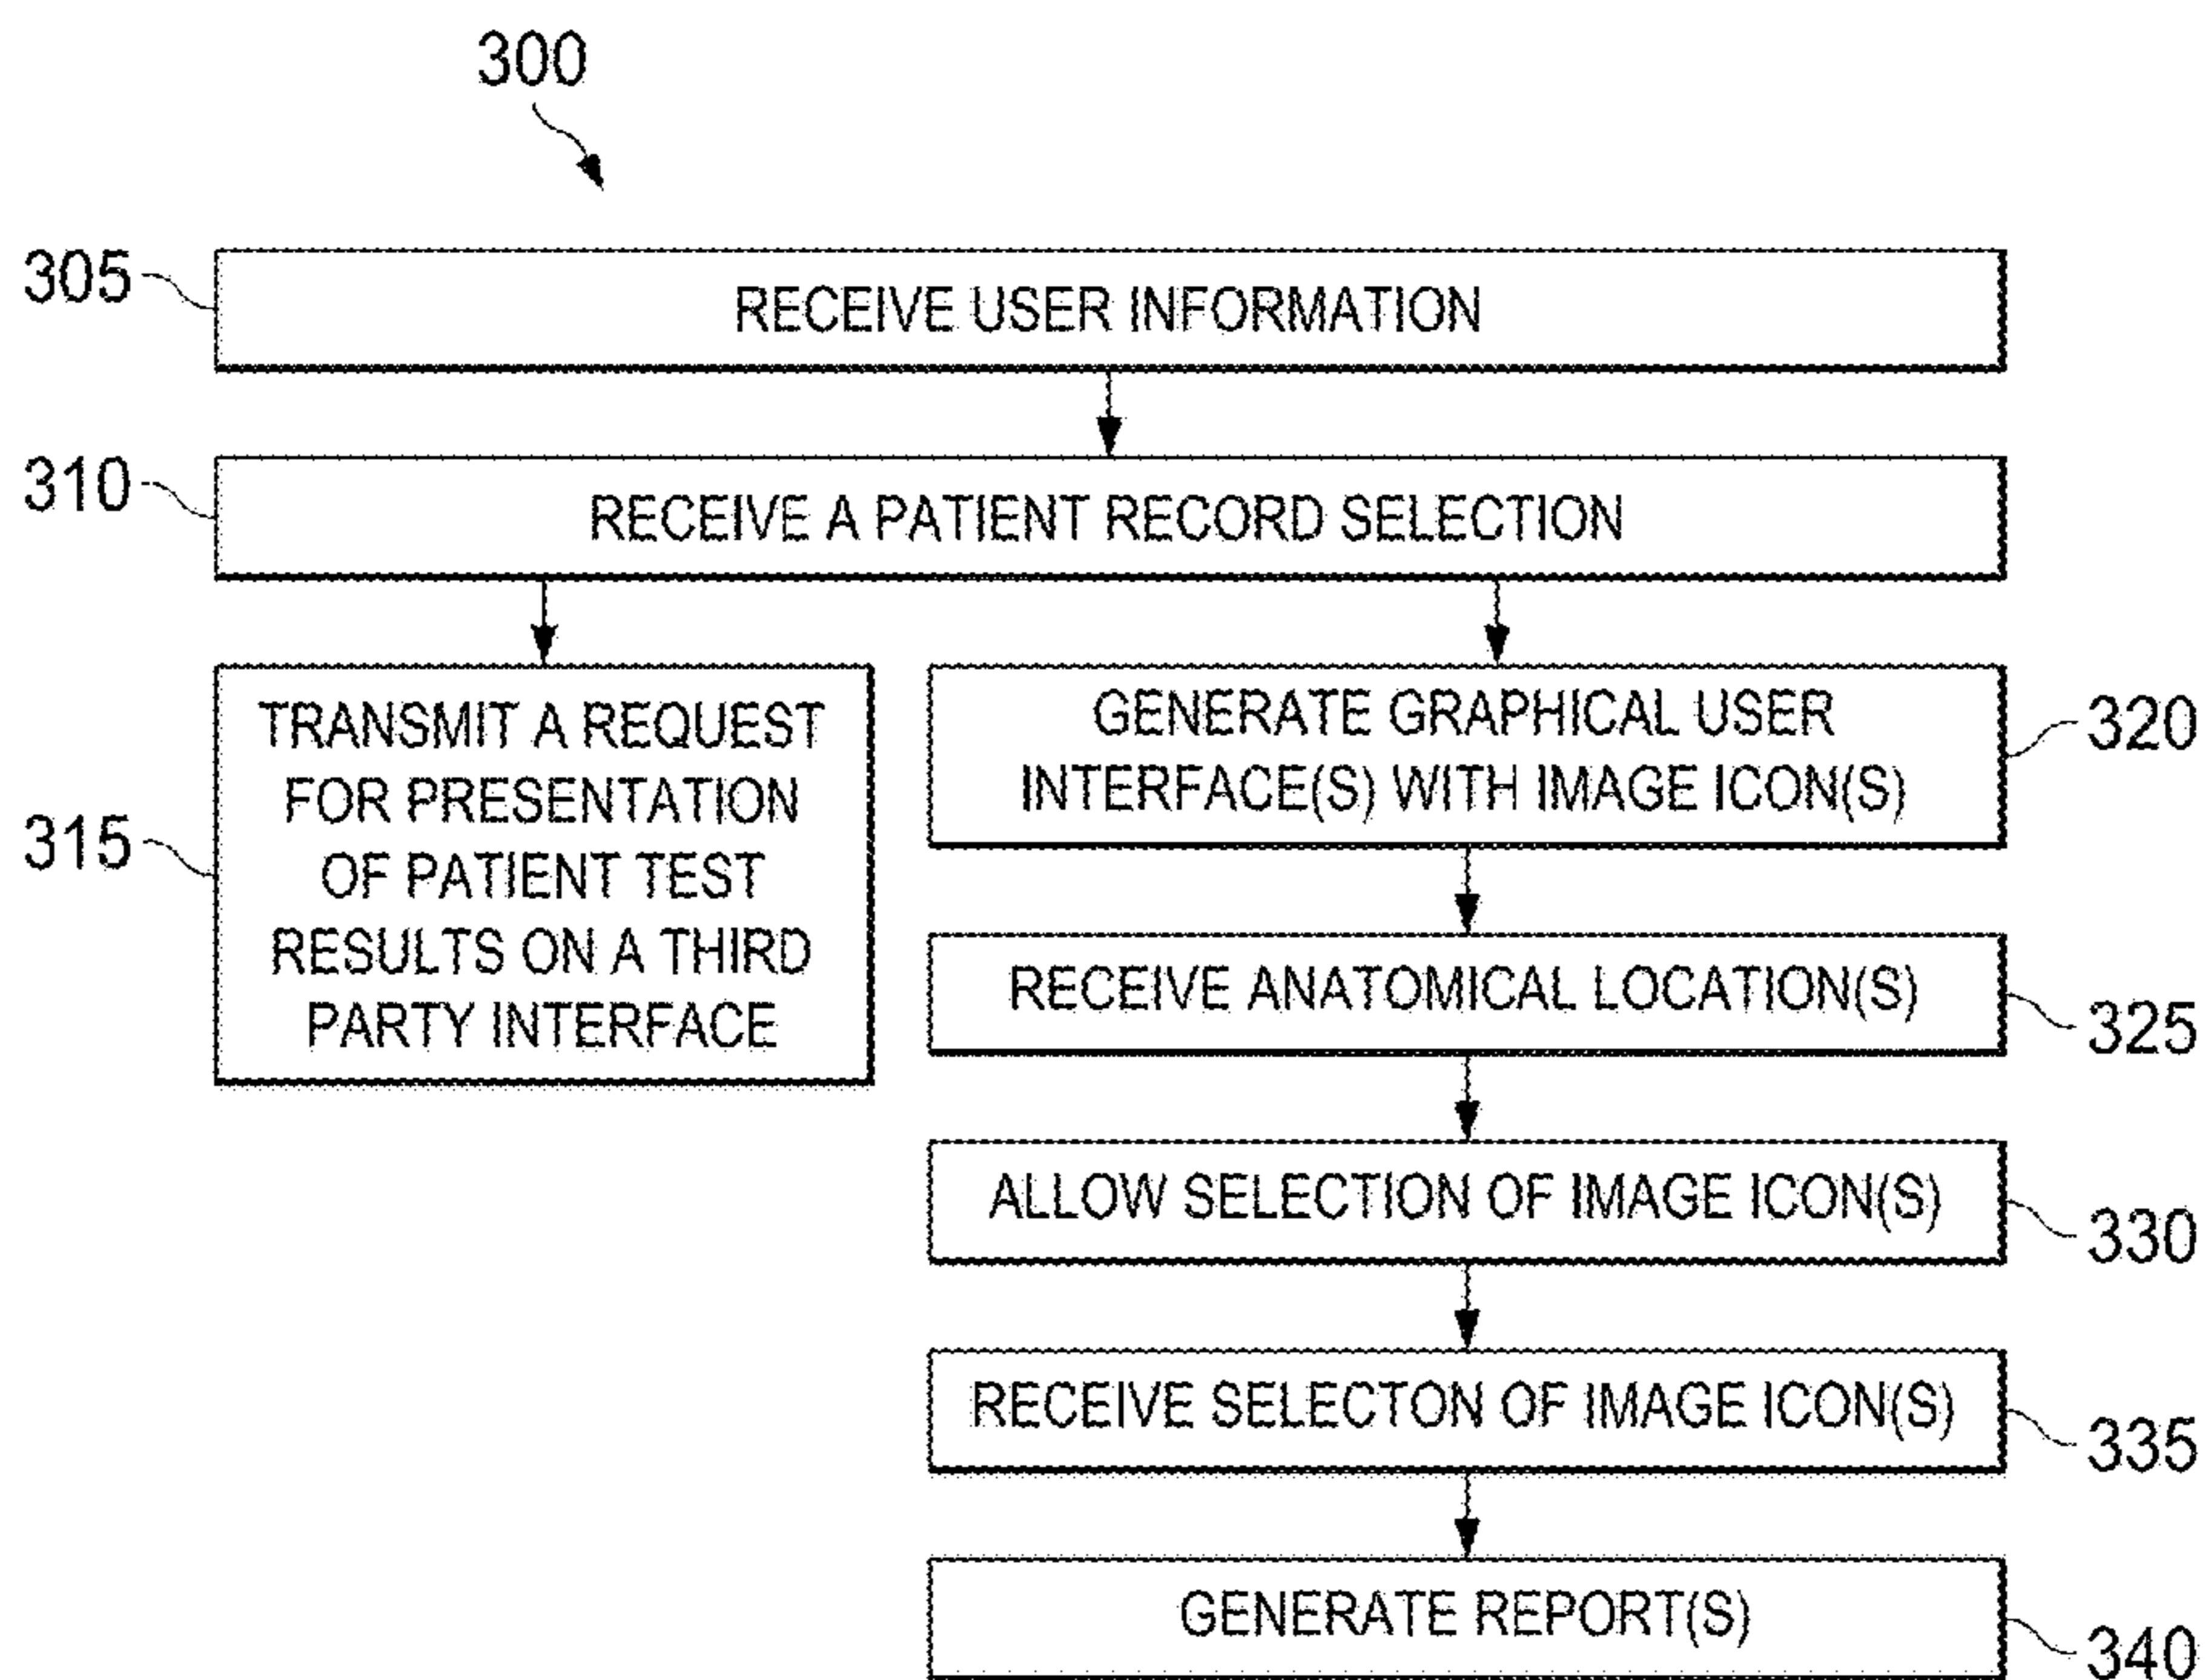 300
305
RECEIVE USER INFORMATION
310
RECEIVE A PATIENT RECORD SELECTION
315
TRANSMIT A REQUEST
FOR PRESENTATION
OF PATIENT TEST
RESULTS ON A THIRD
PARTY INTERFACE
GENERATE GRAPHICAL USER
INTERFACE(S) WITH IMAGE ICON(S)
320
RECEIVE ANATOMICAL LOCATION(S)
325
ALLOW SELECTION OF IMAGE ICON(S)
330
RECEIVE SELECTON OF IMAGE ICON(S)
335
GENERATE REPORT(S)
340